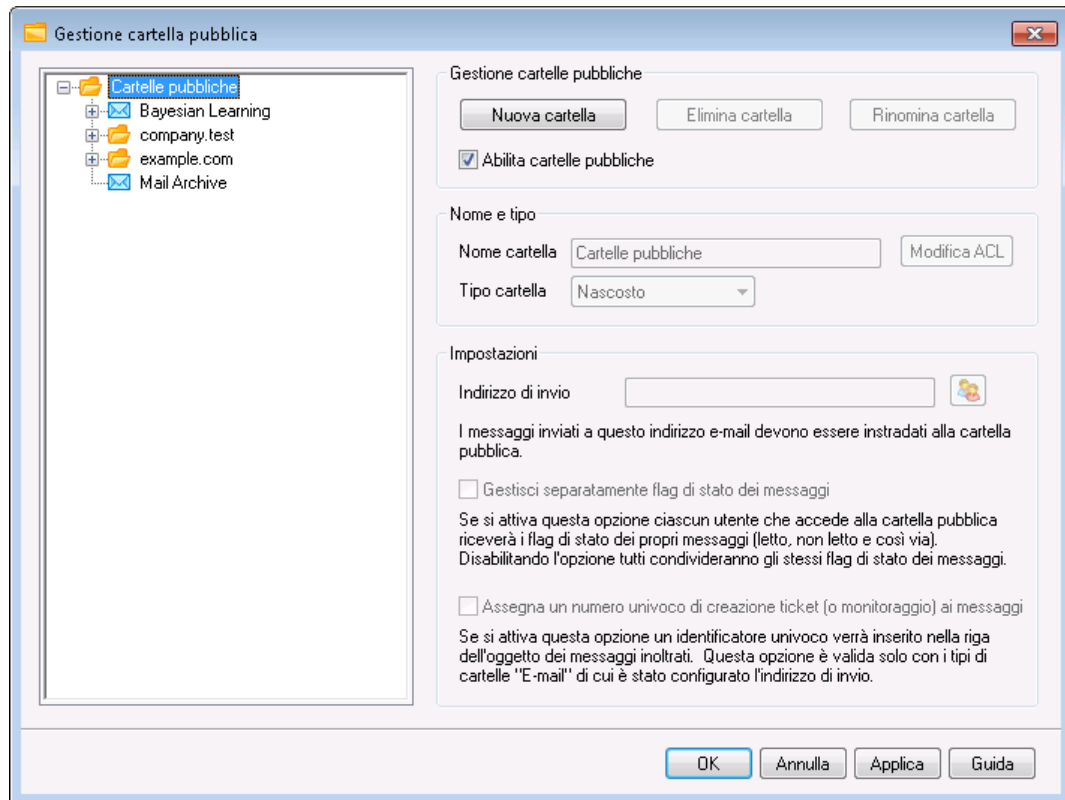 Gestione cartella pubblica
Cartelle pubbliche
Bayesian Learning
company.test
example.com
Mail Archive
Gestione cartelle pubbliche
Nuova cartella
Elimina cartella
Rinomina cartella
Abilita cartelle pubbliche
Nome e tipo
Nome cartella
Cartelle pubbliche
Modifica ACL
Tipo cartella
Nascosto
Impostazioni
Indirizzo di invio
I messaggi inviati a questo indirizzo e-mail devono essere instradati alla cartella
pubblica.
Gestisci separatamente flag di stato dei messaggi
Se si attiva questa opzione ciascun utente che accede alla cartella pubblica
riceverà i flag di stato dei propri messaggi (letto, non letto e così via).
Disabilitando l'opzione tutti condivideranno gli stessi flag di stato dei messaggi.
Assegna un numero univoco di creazione ticket (o monitoraggio) ai messaggi
Se si attiva questa opzione un identificatore univoco verrà inserito nella riga
dell'oggetto dei messaggi inoltrati.  Questa opzione è valida solo con i tipi di
cartelle "E-mail" di cui è stato configurato l'indirizzo di invio.
OK
Annulla
Applica
Guida